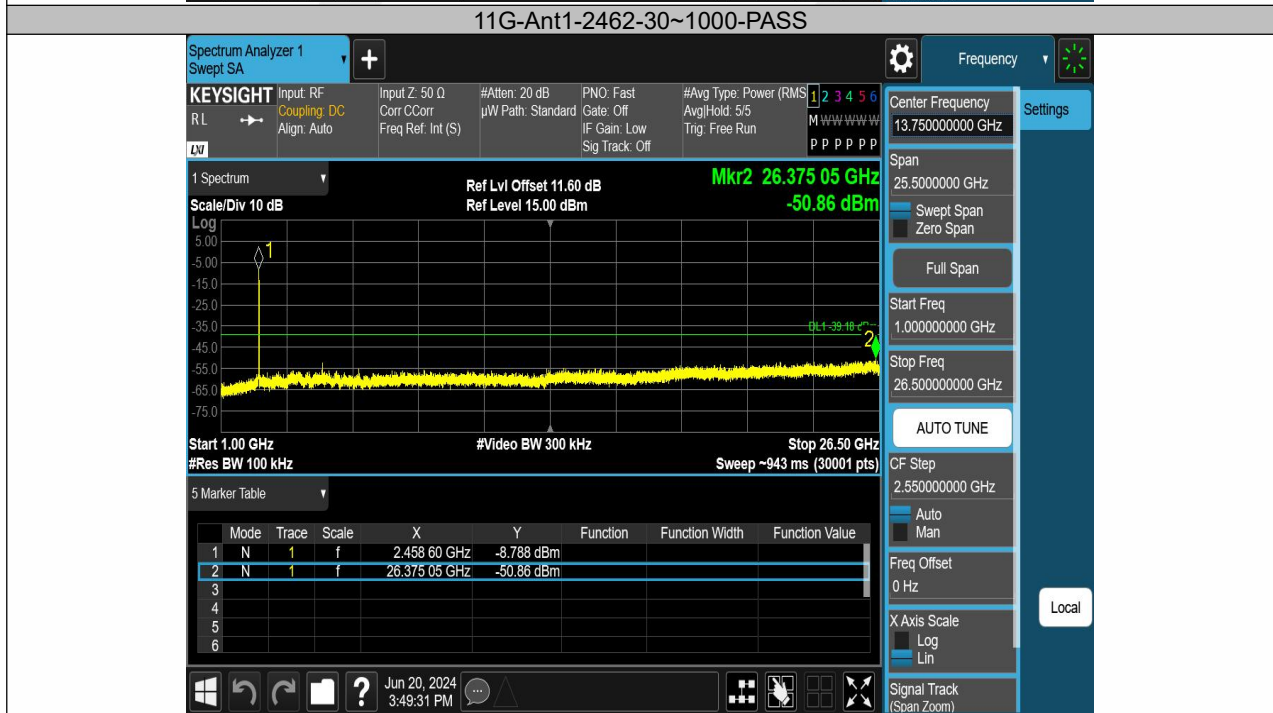 11G-Ant1-2462-30~1000-PASS
Spectrum Analyzer 1
Swept SA
+
Frequency
KEYSIGHT
RL
LXI
Input: RF
Coupling: DC
Align: Auto
Input Z: 50 Ω
Corr CCorr
Freq Ref: Int (S)
#Atten: 20 dB
µW Path: Standard
PNO: Fast
Gate: Off
IF Gain: Low
Sig Track: Off
#Avg Type: Power (RMS
Avg|Hold: 5/5
Trig: Free Run
1 2 3 4 5 6
M W W W W W
P P P P P P
1 Spectrum
Scale/Div 10 dB
Ref Lvl Offset 11.60 dB
Ref Level 15.00 dBm
Mkr2 26.375 05 GHz
-50.86 dBm
Log
5.00
-5.00
-15.0
-25.0
-35.0
-45.0
-55.0
-65.0
-75.0
1
DL1 -39.18 dBm
2
Start 1.00 GHz
#Res BW 100 kHz
#Video BW 300 kHz
Stop 26.50 GHz
Sweep ~943 ms (30001 pts)
5 Marker Table
Mode Trace Scale X Y Function Function Width Function Value
1 N 1 f 2.458 60 GHz -8.788 dBm
2 N 1 f 26.375 05 GHz -50.86 dBm
3
4
5
6
Center Frequency
13.750000000 GHz
Settings
Span
25.5000000 GHz
Swept Span
Zero Span
Full Span
Start Freq
1.000000000 GHz
Stop Freq
26.500000000 GHz
AUTO TUNE
CF Step
2.550000000 GHz
Auto
Man
Freq Offset
0 Hz
X Axis Scale
Log
Lin
Signal Track
(Span Zoom)
Local
?
Jun 20, 2024
3:49:31 PM